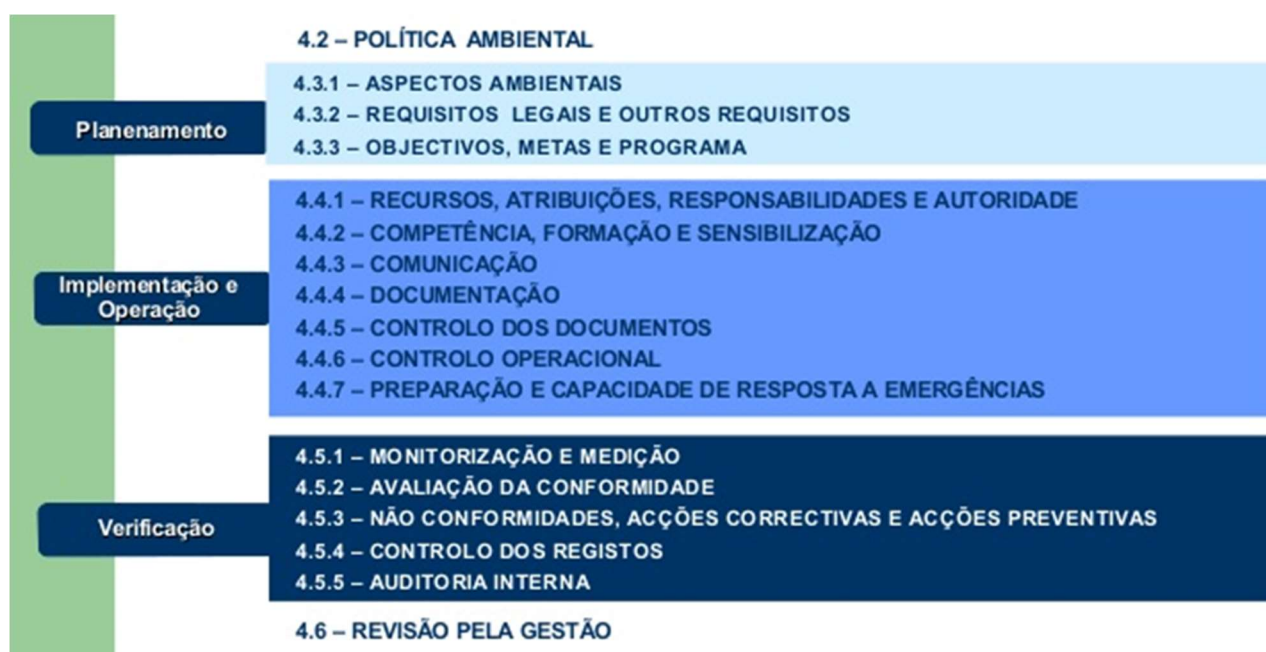 4.2 – POLÍTICA AMBIENTAL
Planenamento
4.3.1 – ASPECTOS AMBIENTAIS
4.3.2 – REQUISITOS LEGAIS E OUTROS REQUISITOS
4.3.3 – OBJECTIVOS, METAS E PROGRAMA
Implementação e
Operação
4.4.1 – RECURSOS, ATRIBUIÇÕES, RESPONSABILIDADES E AUTORIDADE
4.4.2 – COMPETÊNCIA, FORMAÇÃO E SENSIBILIZAÇÃO
4.4.3 – COMUNICAÇÃO
4.4.4 – DOCUMENTAÇÃO
4.4.5 – CONTROLO DOS DOCUMENTOS
4.4.6 – CONTROLO OPERACIONAL
4.4.7 – PREPARAÇÃO E CAPACIDADE DE RESPOSTA A EMERGÊNCIAS
Verificação
4.5.1 – MONITORIZAÇÃO E MEDIÇÃO
4.5.2 – AVALIAÇÃO DA CONFORMIDADE
4.5.3 – NÃO CONFORMIDADES, ACÇÕES CORRECTIVAS E ACÇÕES PREVENTIVAS
4.5.4 – CONTROLO DOS REGISTOS
4.5.5 – AUDITORIA INTERNA
4.6 – REVISÃO PELA GESTÃO